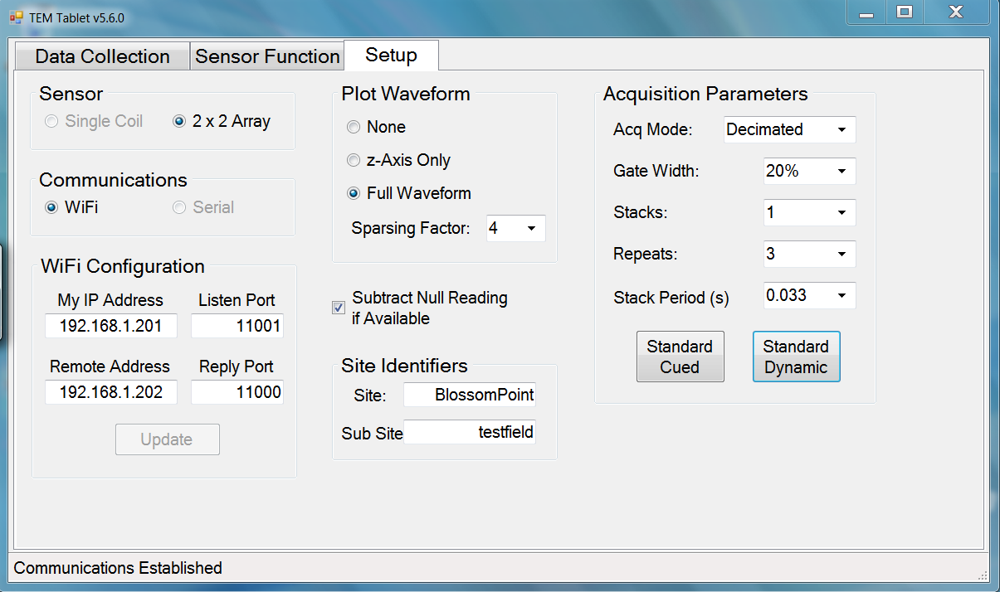 TEM Tablet v5.6.0
Data Collection
Sensor Function
Setup
Sensor
Single Coil
2 x 2 Array
Communications
WiFi
Serial
WiFi Configuration
My IP Address
Listen Port
192.168.1.201
11001
Remote Address
Reply Port
192.168.1.202
11000
Update
Plot Waveform
None
z-Axis Only
Full Waveform
Sparsing Factor:
4
Subtract Null Reading
if Available
Site Identifiers
Site:
BlossomPoint
Sub Site
testfield
Acquisition Parameters
Acq Mode:
Decimated
Gate Width:
20%
Stacks:
1
Repeats:
3
Stack Period (s)
0.033
Standard
Cued
Standard
Dynamic
Communications Established